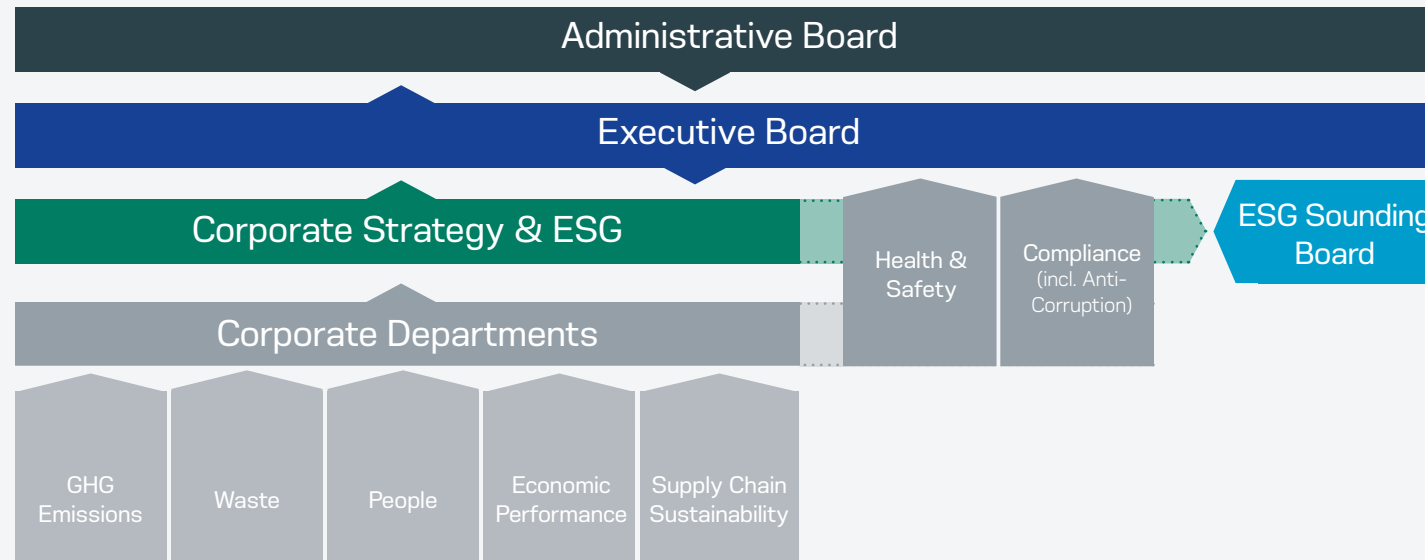 Administrative Board
Executive Board
Corporate Strategy & ESG
ESG Sounding
Board
Health &
Safety
Compliance
(incl. Anti-
Corruption)
Corporate Departments
GHG
Emissions
Waste
People
Economic
Performance
Supply Chain
Sustainability